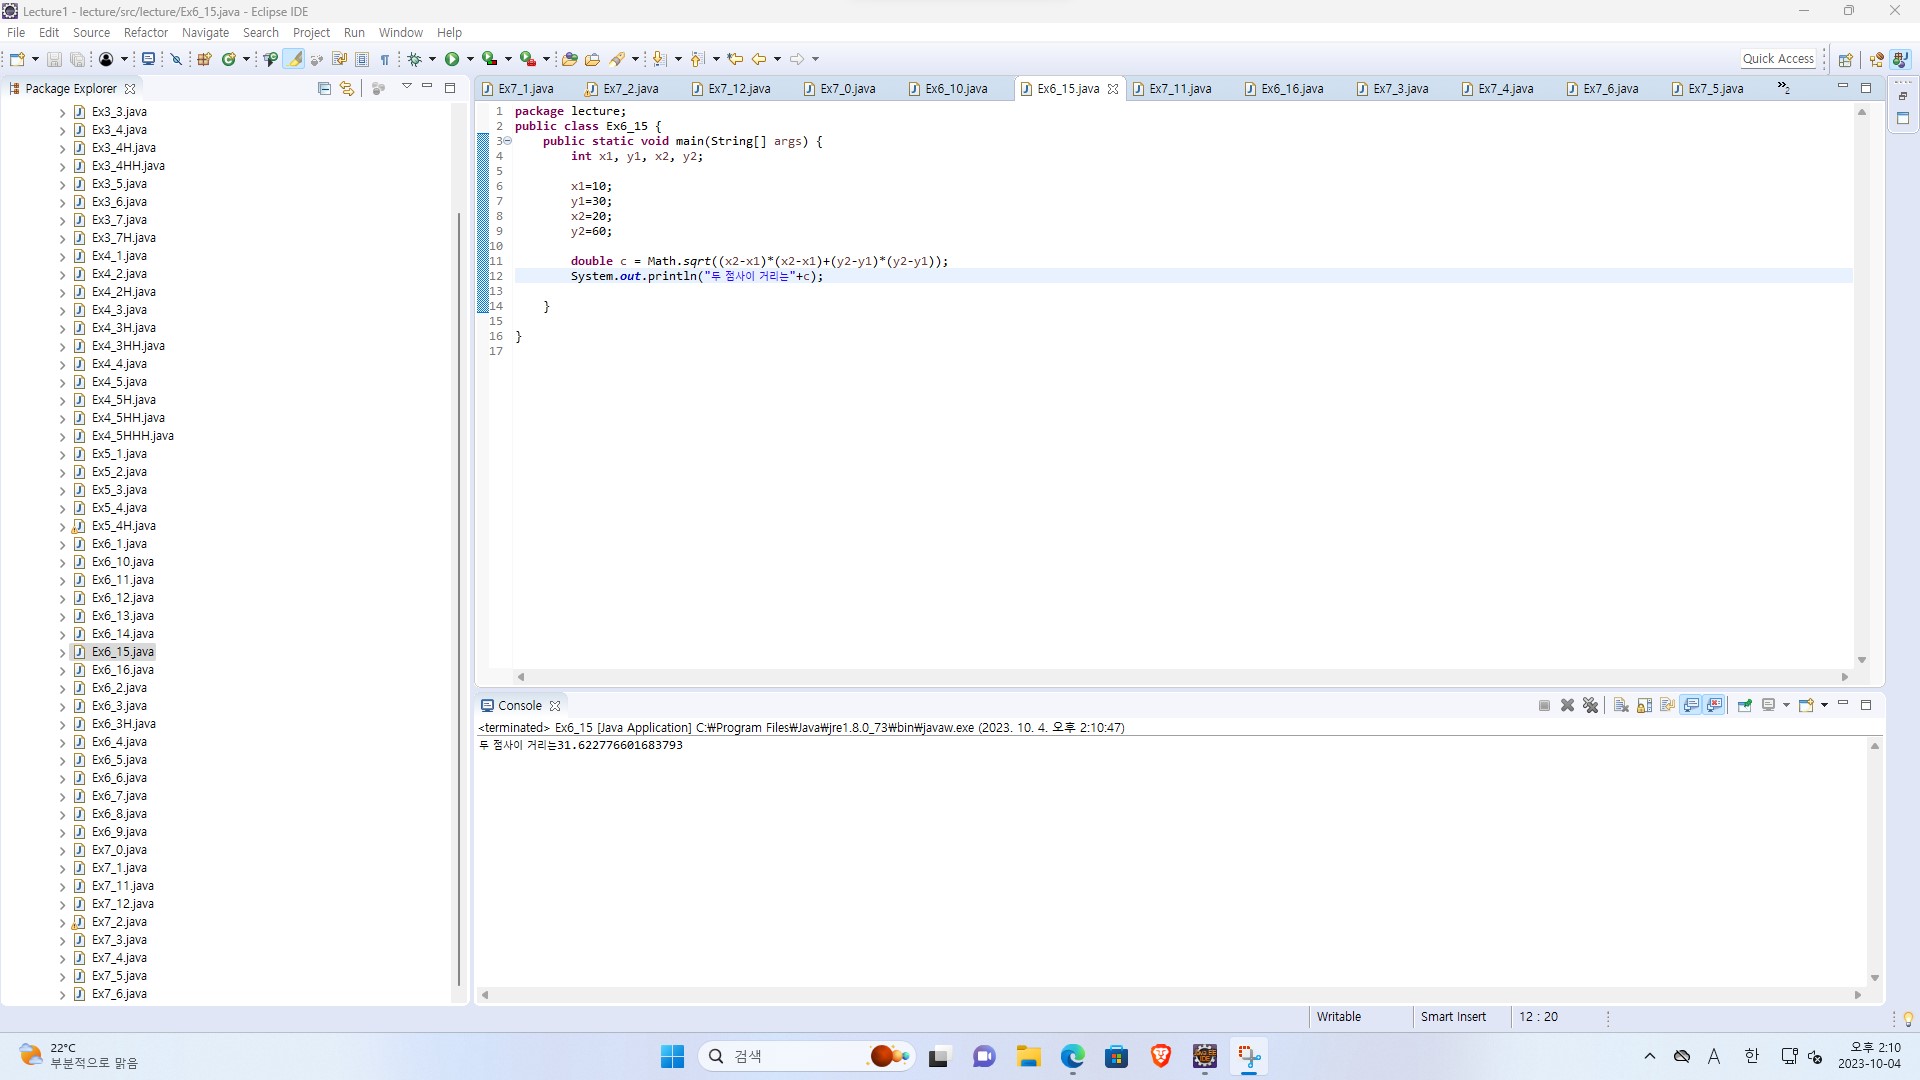 Lecture1 - lecture/src/lecture/Ex6_15.java - Eclipse IDE
File Edit Source Refactor Navigate Search Project Run Window Help
Quick Access
Package Explorer
Ex3_3.java
Ex3_4.java
Ex3_4H.java
Ex3_4HH.java
Ex3_5.java
Ex3_6.java
Ex3_7.java
Ex3_7H.java
Ex4_1.java
Ex4_2.java
Ex4_2H.java
Ex4_3.java
Ex4_3H.java
Ex4_3HH.java
Ex4_4.java
Ex4_5.java
Ex4_5H.java
Ex4_5HH.java
Ex4_5HHH.java
Ex5_1.java
Ex5_2.java
Ex5_3.java
Ex5_4.java
Ex5_4H.java
Ex6_1.java
Ex6_10.java
Ex6_11.java
Ex6_12.java
Ex6_13.java
Ex6_14.java
Ex6_15.java
Ex6_16.java
Ex6_2.java
Ex6_3.java
Ex6_3H.java
Ex6_4.java
Ex6_5.java
Ex6_6.java
Ex6_7.java
Ex6_8.java
Ex6_9.java
Ex7_0.java
Ex7_1.java
Ex7_11.java
Ex7_12.java
Ex7_2.java
Ex7_3.java
Ex7_4.java
Ex7_5.java
Ex7_6.java
Ex7_1.java Ex7_2.java Ex7_12.java Ex7_0.java Ex6_10.java Ex6_15.java Ex7_11.java Ex6_16.java Ex7_3.java Ex7_4.java Ex7_6.java Ex7_5.java »2
1 package lecture;
2 public class Ex6_15 {
3 public static void main(String[] args) {
4 int x1, y1, x2, y2;
5
6 x1=10;
7 y1=30;
8 x2=20;
9 y2=60;
10
11 double c = Math.sqrt((x2-x1)*(x2-x1)+(y2-y1)*(y2-y1));
12 System.out.println("두 점사이 거리는"+c);
13
14 }
15
16 }
17
Console
<terminated> Ex6_15 [Java Application] C:₩Program Files₩Java₩jre1.8.0_73₩bin₩javaw.exe (2023. 10. 4. 오후 2:10:47)
두 점사이 거리는31.622776601683793
Writable Smart Insert 12 : 20
22°C
부분적으로 맑음
검색
A 한
오후 2:10
2023-10-04